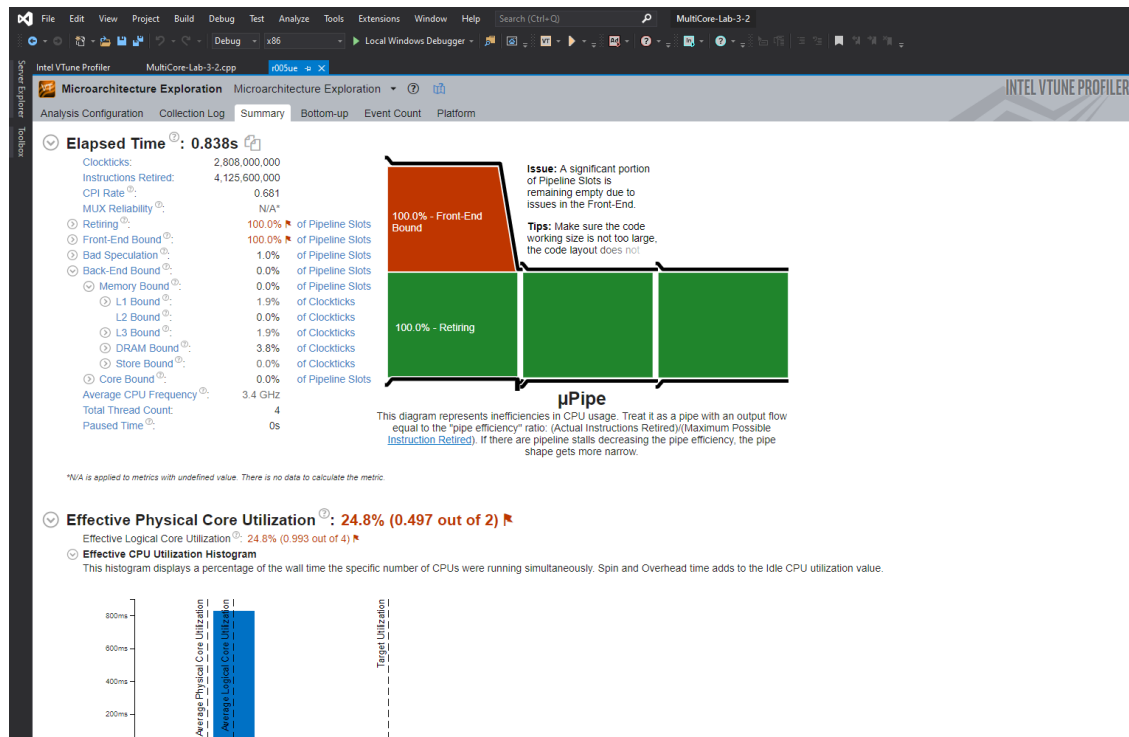 File Edit View Project Build Debug Test Analyze Tools Extensions Window Help Search (Ctrl+Q) MultiCore-Lab-3-2
Debug x86 Local Windows Debugger
Server Explorer
Toolbox
Intel VTune Profiler MultiCore-Lab-3-2.cpp r005ue
Microarchitecture Exploration Microarchitecture Exploration
INTEL VTUNE PROFILER
Analysis Configuration Collection Log Summary Bottom-up Event Count Platform
Elapsed Time: 0.838s
Clockticks: 2,808,000,000
Instructions Retired: 4,125,600,000
CPI Rate: 0.681
MUX Reliability: N/A*
Retiring: 100.0% of Pipeline Slots
Front-End Bound: 100.0% of Pipeline Slots
Bad Speculation: 1.0% of Pipeline Slots
Back-End Bound: 0.0% of Pipeline Slots
Memory Bound: 0.0% of Pipeline Slots
L1 Bound: 1.9% of Clockticks
L2 Bound: 0.0% of Clockticks
L3 Bound: 1.9% of Clockticks
DRAM Bound: 3.8% of Clockticks
Store Bound: 0.0% of Clockticks
Core Bound: 0.0% of Pipeline Slots
Average CPU Frequency: 3.4 GHz
Total Thread Count: 4
Paused Time: 0s
100.0% - Front-End
Bound
100.0% - Retiring
Issue: A significant portion
of Pipeline Slots is
remaining empty due to
issues in the Front-End.
Tips: Make sure the code
working size is not too large,
the code layout does not
µPipe
This diagram represents inefficiencies in CPU usage. Treat it as a pipe with an output flow
equal to the "pipe efficiency" ratio: (Actual Instructions Retired)/(Maximum Possible
Instruction Retired). If there are pipeline stalls decreasing the pipe efficiency, the pipe
shape gets more narrow.
*N/A is applied to metrics with undefined value. There is no data to calculate the metric.
Effective Physical Core Utilization: 24.8% (0.497 out of 2)
Effective Logical Core Utilization: 24.8% (0.993 out of 4)
Effective CPU Utilization Histogram
This histogram displays a percentage of the wall time the specific number of CPUs were running simultaneously. Spin and Overhead time adds to the Idle CPU utilization value.
800ms
600ms
400ms
200ms
Average Physical Core Utilization
Average Logical Core Utilization
Target Utilization